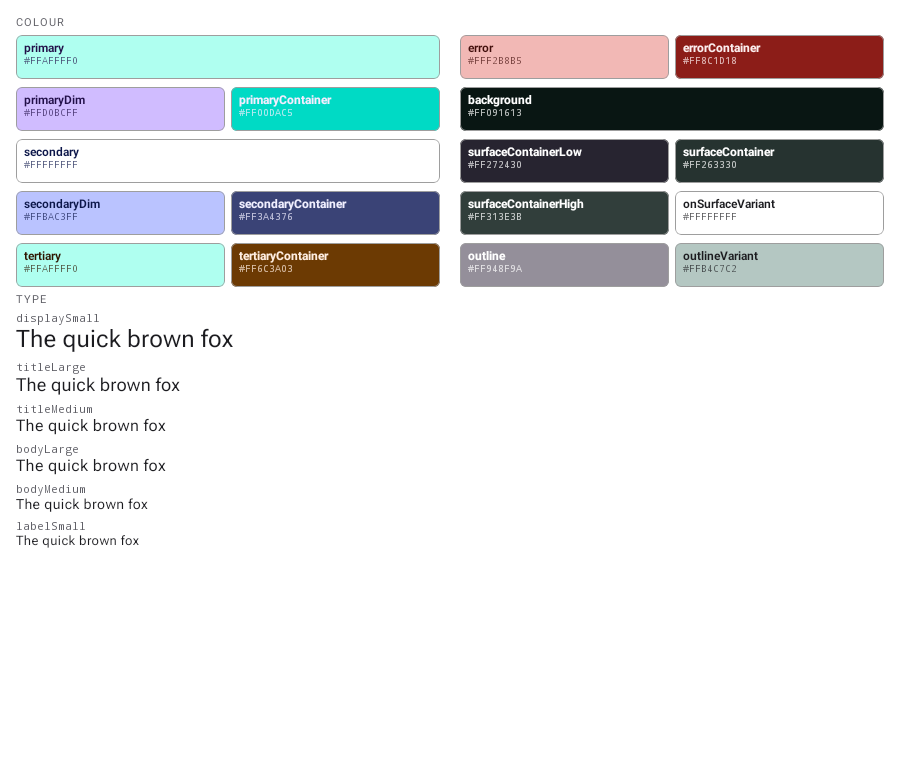 COLOUR
primary
#FFAFFFF0
error
#FFF2B8B5
errorContainer
#FF8C1D18
primaryDim
#FFD0BCFF
primaryContainer
#FF00DAC5
background
#FF091613
secondary
#FFFFFFFF
surfaceContainerLow
#FF272430
surfaceContainer
#FF263330
secondaryDim
#FFBAC3FF
secondaryContainer
#FF3A4376
surfaceContainerHigh
#FF313E3B
onSurfaceVariant
#FFFFFFFF
tertiary
#FFAFFFF0
tertiaryContainer
#FF6C3A03
outline
#FF948F9A
outlineVariant
#FFB4C7C2
TYPE
displaySmall
The quick brown fox
titleLarge
The quick brown fox
titleMedium
The quick brown fox
bodyLarge
The quick brown fox
bodyMedium
The quick brown fox
labelSmall
The quick brown fox